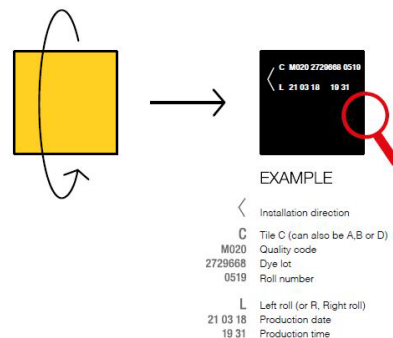 C M020 2729668 0519
L 21 03 18 19 31
EXAMPLE
Installation direction
C Tile C (can also be A,B or D)
M020 Quality code
2729668 Dye lot
0519 Roll number
L Left roll (or R, Right roll)
21 03 18 Production date
19 31 Production time